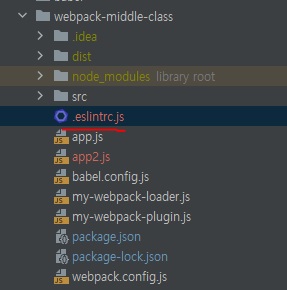 webpack-middle-class
.idea
dist
node_modules library root
src
.eslintrc.js
app.js
app2.js
babel.config.js
my-webpack-loader.js
my-webpack-plugin.js
package.json
package-lock.json
webpack.config.js